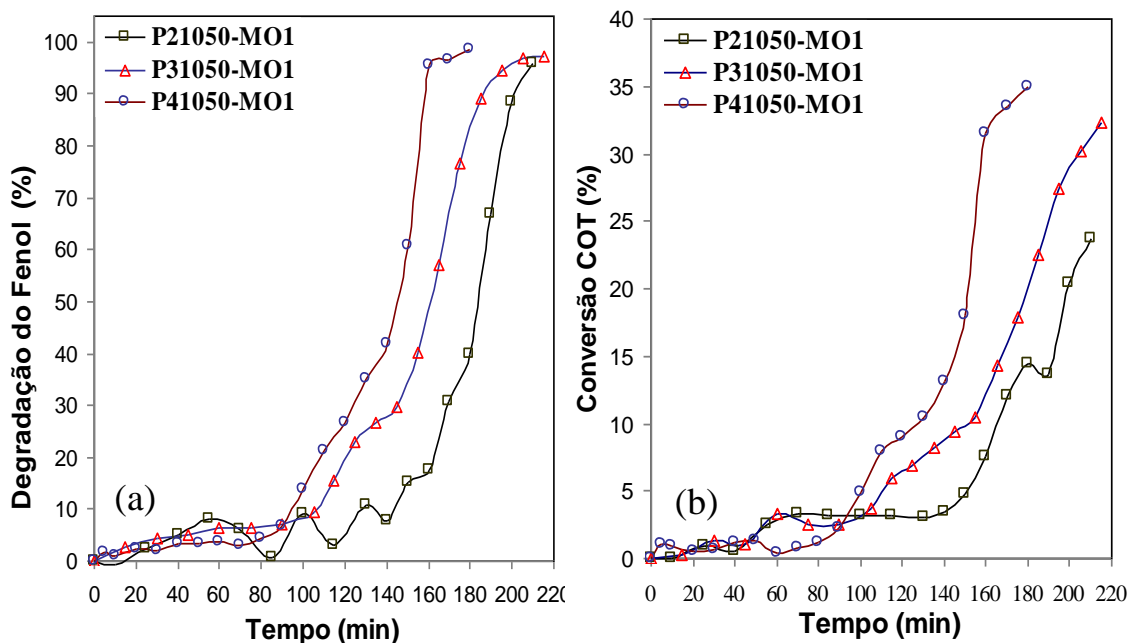 P21050-MO1
P31050-MO1
P41050-MO1
Degradação do Fenol (%)
100
90
80
70
60
50
40
30
20
10
0
(a)
0 20 40 60 80 100 120 140 160 180 200 220
Tempo (min)
P21050-MO1
P31050-MO1
P41050-MO1
Conversão COT (%)
40
35
30
25
20
15
10
5
0
(b)
0 20 40 60 80 100 120 140 160 180 200 220
Tempo (min)